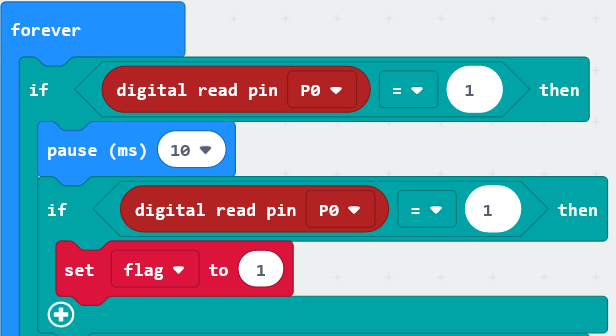 forever
if digital read pin P0 = 1 then
pause (ms) 10
if digital read pin P0 = 1 then
set flag to 1